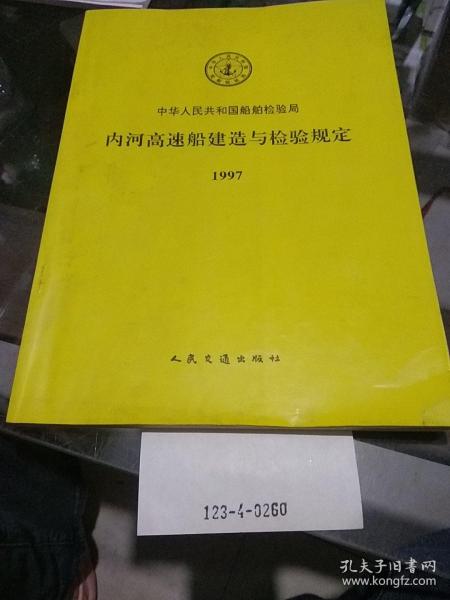 中华人民共和国船舶检验局
内河高速船建造与检验规定
1997
人民交通出版社
123-4-0260
孔夫子旧书网
www.kongfz.com